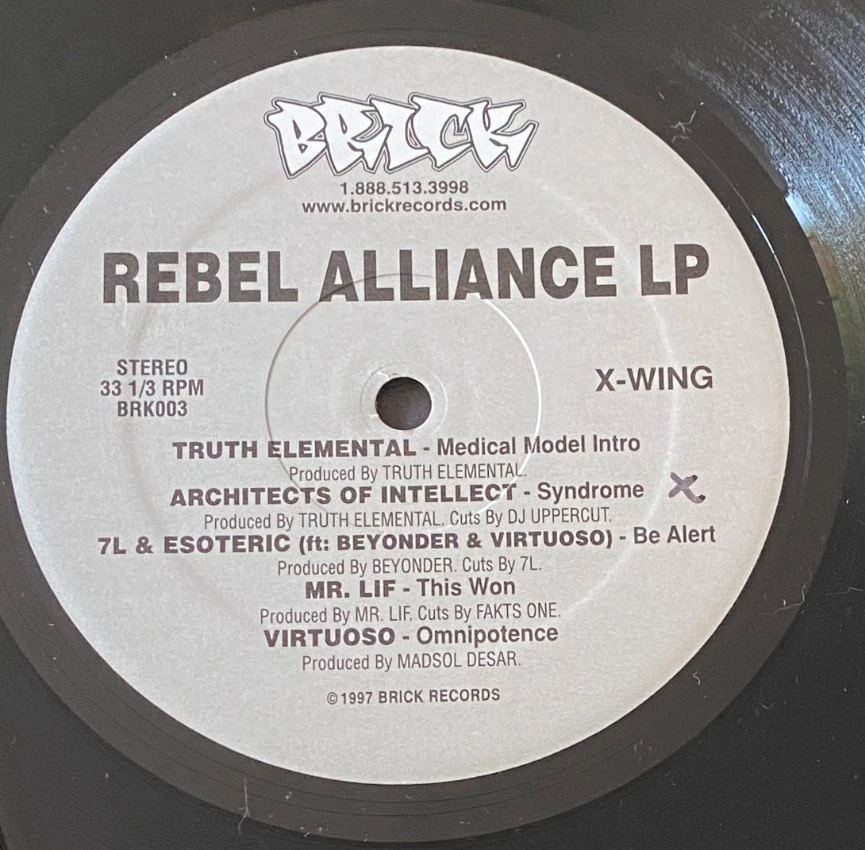 BRICK
1.888.513.3998
www.brickrecords.com
REBEL ALLIANCE LP
STEREO
33 1/3 RPM
BRK003
X-WING
TRUTH ELEMENTAL - Medical Model Intro
Produced By TRUTH ELEMENTAL.
ARCHITECTS OF INTELLECT - Syndrome X
Produced By TRUTH ELEMENTAL. Cuts By DJ UPPERCUT.
7L & ESOTERIC (ft: BEYONDER & VIRTUOSO) - Be Alert
Produced By BEYONDER. Cuts By 7L.
MR. LIF - This Won
Produced By MR. LIF. Cuts By FAKTS ONE.
VIRTUOSO - Omnipotence
Produced By MADSOL DESAR.
©1997 BRICK RECORDS